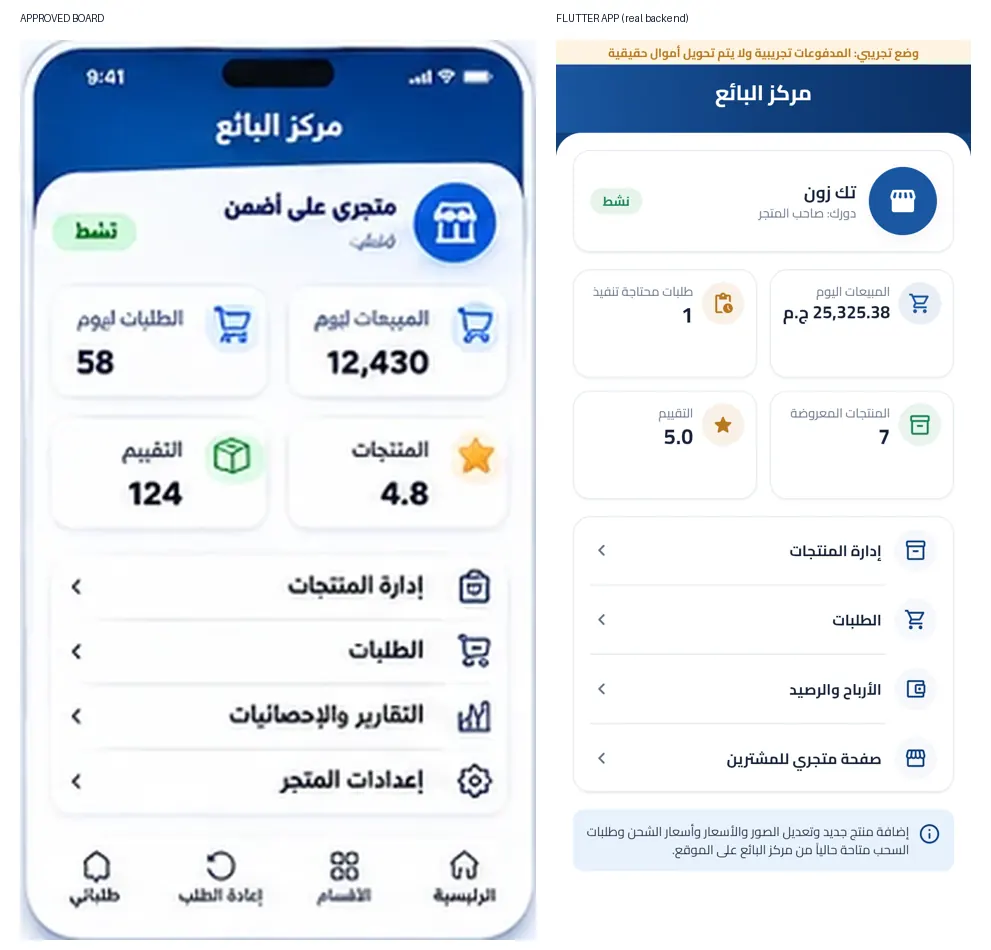 APPROVED BOARD
9:41
مركز البائع
متجري على أضمن
نشط
المبيعات اليوم
12,430
الطلبات اليوم
58
المنتجات
4.8
التقييم
124
إدارة المنتجات
الطلبات
التقارير والإحصائيات
إعدادات المتجر
الرئيسية
الأقسام
إعادة الطلب
طلباتي
FLUTTER APP (real backend)
وضع تجريبي: المدفوعات تجريبية ولا يتم تحويل أموال حقيقية
مركز البائع
تك زون
دورك: صاحب المتجر
نشط
المبيعات اليوم
25,325.38 ج.م
طلبات محتاجة تنفيذ
1
المنتجات المعروضة
7
التقييم
5.0
إدارة المنتجات
الطلبات
الأرباح والرصيد
صفحة متجري للمشترين
إضافة منتج جديد وتعديل الصور والأسعار وأسعار الشحن وطلبات
السحب متاحة حالياً من مركز البائع على الموقع.